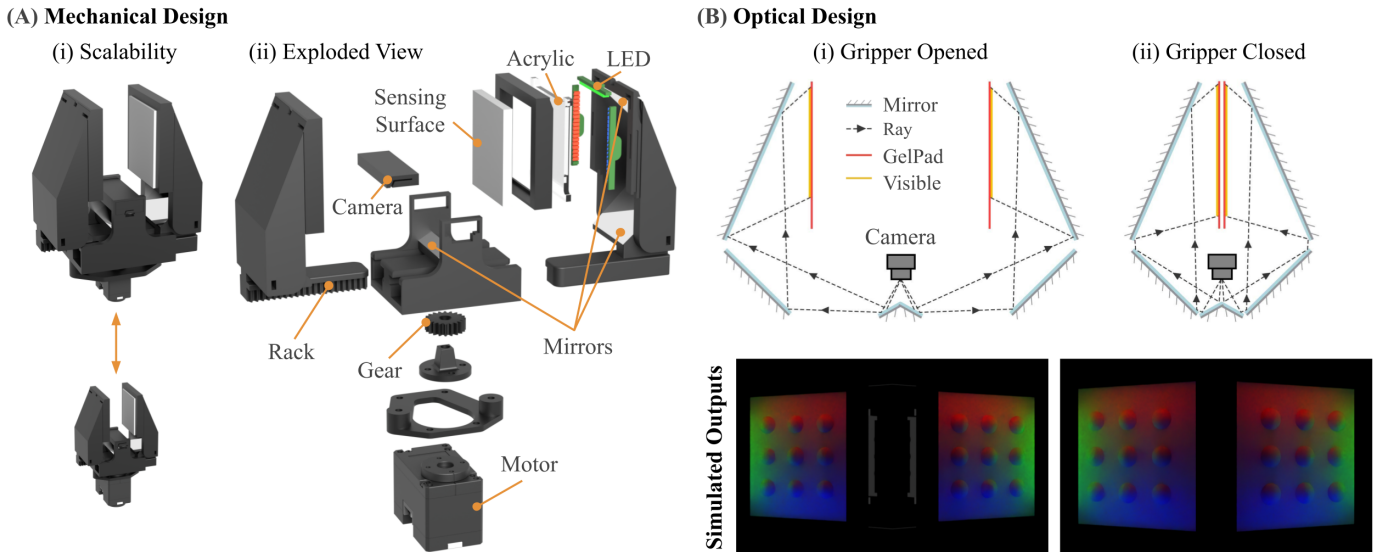 (A) Mechanical Design
(i) Scalability
(ii) Exploded View
Acrylic
LED
Sensing
Surface
Camera
Rack
Gear
Mirrors
Motor
(B) Optical Design
(i) Gripper Opened
(ii) Gripper Closed
Mirror
Ray
GelPad
Visible
Camera
Simulated Outputs